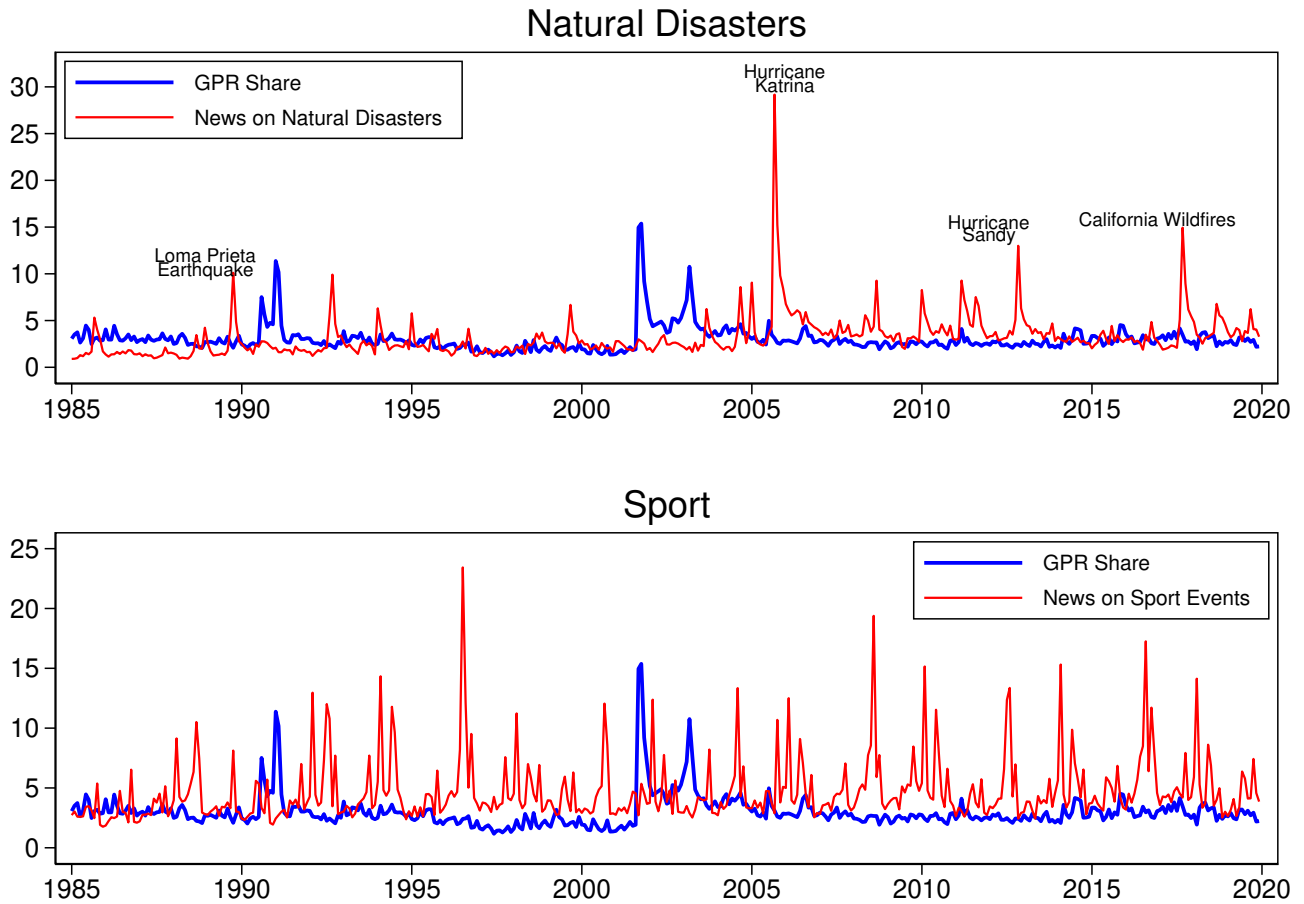 Natural Disasters
GPR Share
News on Natural Disasters
Hurricane
Katrina
Hurricane
Sandy
California Wildfires
Loma Prieta
Earthquake
30
25
20
15
10
5
0
1985
1990
1995
2000
2005
2010
2015
2020
Sport
GPR Share
News on Sport Events
25
20
15
10
5
0
1985
1990
1995
2000
2005
2010
2015
2020